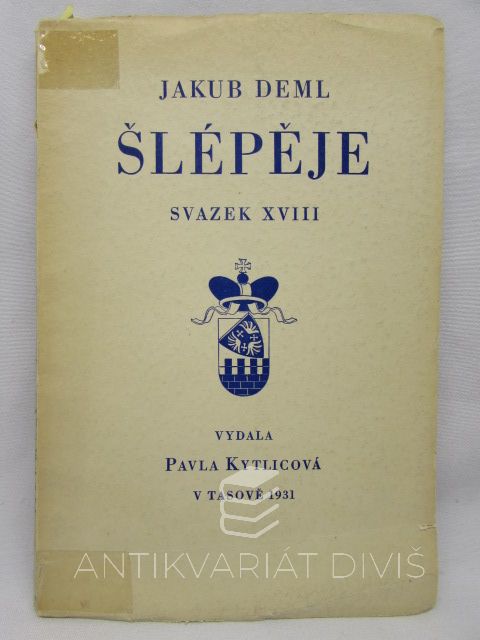 JAKUB DEML
ŠLÉPĚJE
SVAZEK XVIII
VYDALA
PAVLA KYTLICOVÁ
V TASOVĚ 1931
ANTIKVARIÁT DIVIŠ